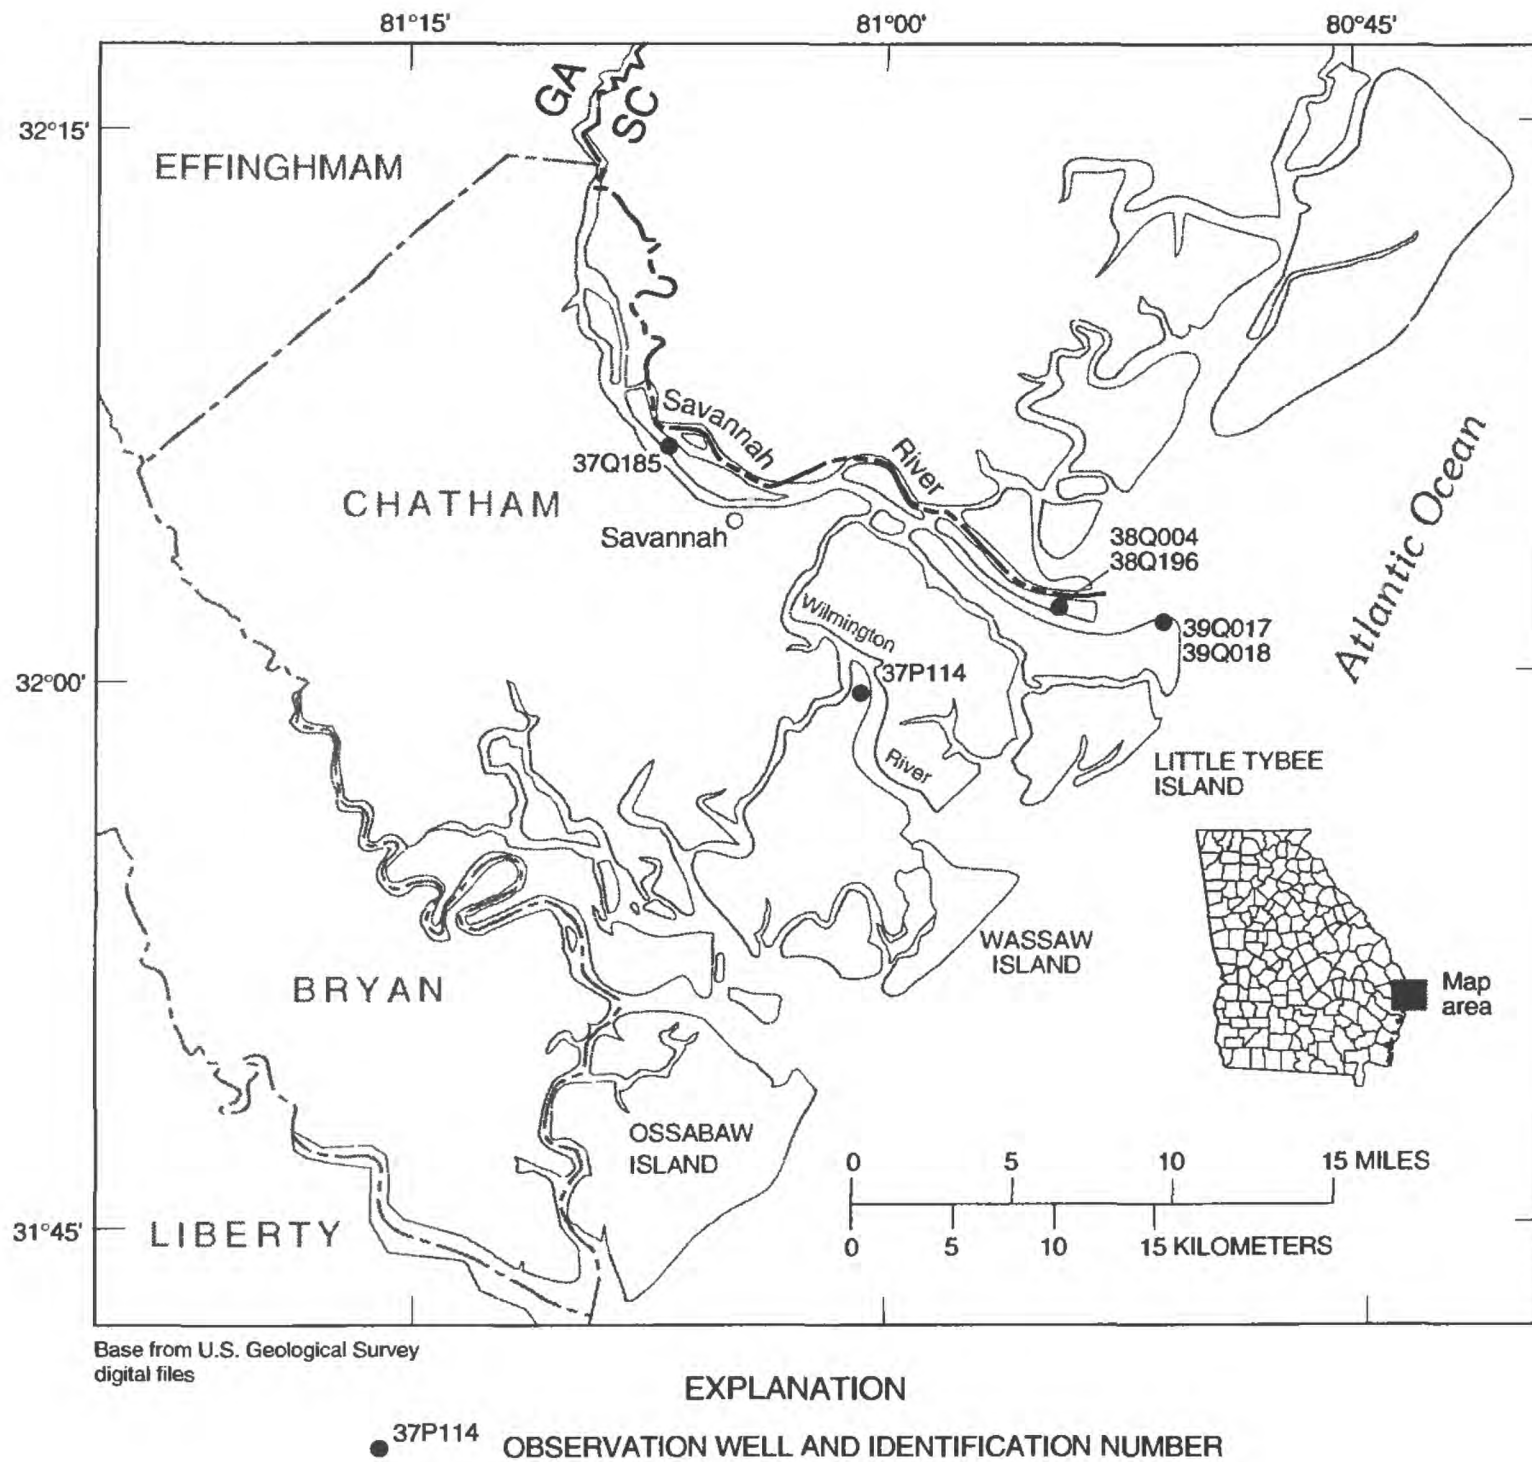 81°15'
81°00'
80°45'
GA
SC
32°15'
EFFINGHMAM
Savannah
River
37Q185
CHATHAM
Savannah
38Q004
38Q196
Atlantic Ocean
Wilmington
39Q017
39Q018
32°00'
37P114
River
LITTLE TYBEE
ISLAND
WASSAW
ISLAND
BRYAN
Map
area
OSSABAW
ISLAND
0 5 10 15 MILES
31°45'
LIBERTY
0 5 10 15 KILOMETERS
Base from U.S. Geological Survey
digital files
EXPLANATION
37P114 OBSERVATION WELL AND IDENTIFICATION NUMBER